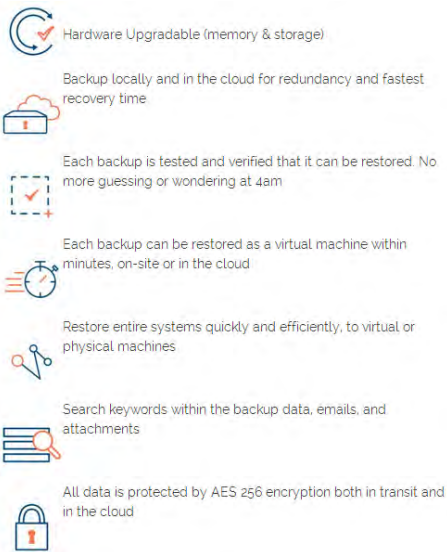 Hardware Upgradable (memory & storage)
Backup locally and in the cloud for redundancy and fastest
recovery time
Each backup is tested and verified that it can be restored. No
more guessing or wondering at 4am
Each backup can be restored as a virtual machine within
minutes, on-site or in the cloud
Restore entire systems quickly and efficiently, to virtual or
physical machines
Search keywords within the backup data, emails, and
attachments
All data is protected by AES 256 encryption both in transit and
in the cloud